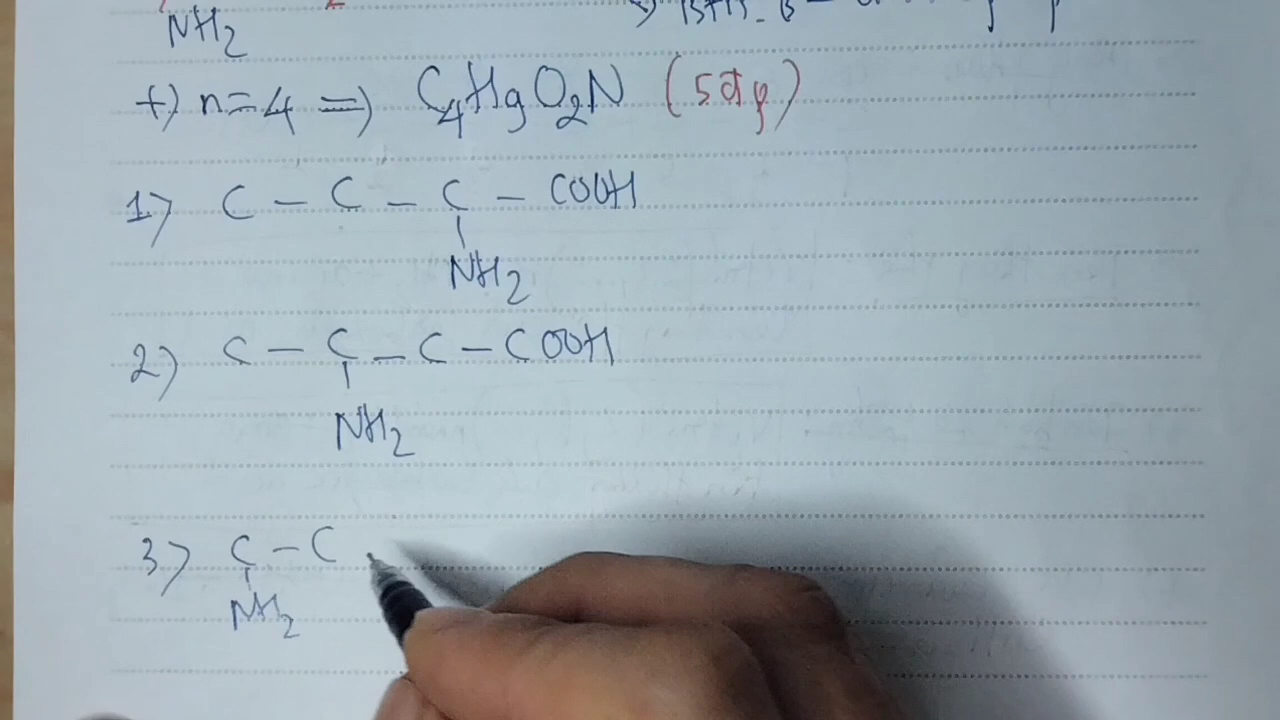 NH2
+) n=4 => C4H9O2N (5đp)
1) C - C - C - COOH
NH2
2) C - C - C - COOH
NH2
3) C - C
NH2